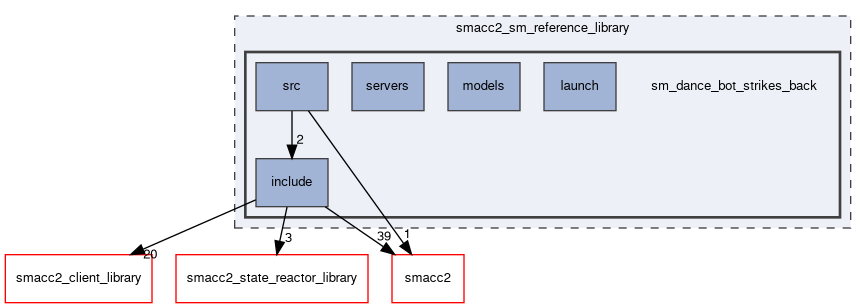 smacc2_sm_reference_library
src
servers
models
launch
sm_dance_bot_strikes_back
2
include
20
3
39
1
smacc2_client_library
smacc2_state_reactor_library
smacc2